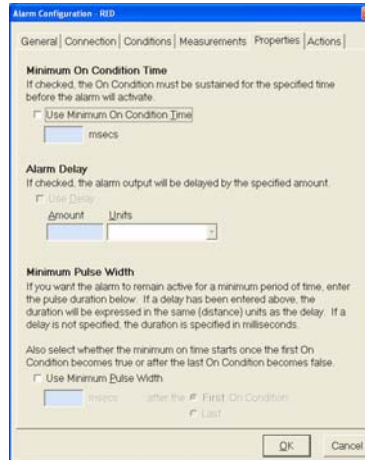 Alarm Configuration - RED
General Connection Conditions Measurements Properties Actions
Minimum On Condition Time
If checked, the On Condition must be sustained for the specified time
before the alarm will activate.
Use Minimum On Condition Time
msecs
Alarm Delay
If checked, the alarm output will be delayed by the specified amount.
Use Delay
Amount Units
Minimum Pulse Width
If you want the alarm to remain active for a minimum period of time, enter
the pulse duration below. If a delay has been entered above, the
duration will be expressed in the same (distance) units as the delay. If a
delay is not specified, the duration is specified in milliseconds.
Also select whether the minimum on time starts once the first On
Condition becomes true or after the last On Condition becomes false.
Use Minimum Pulse Width
msecs after the First On Condition
Last
OK Cancel